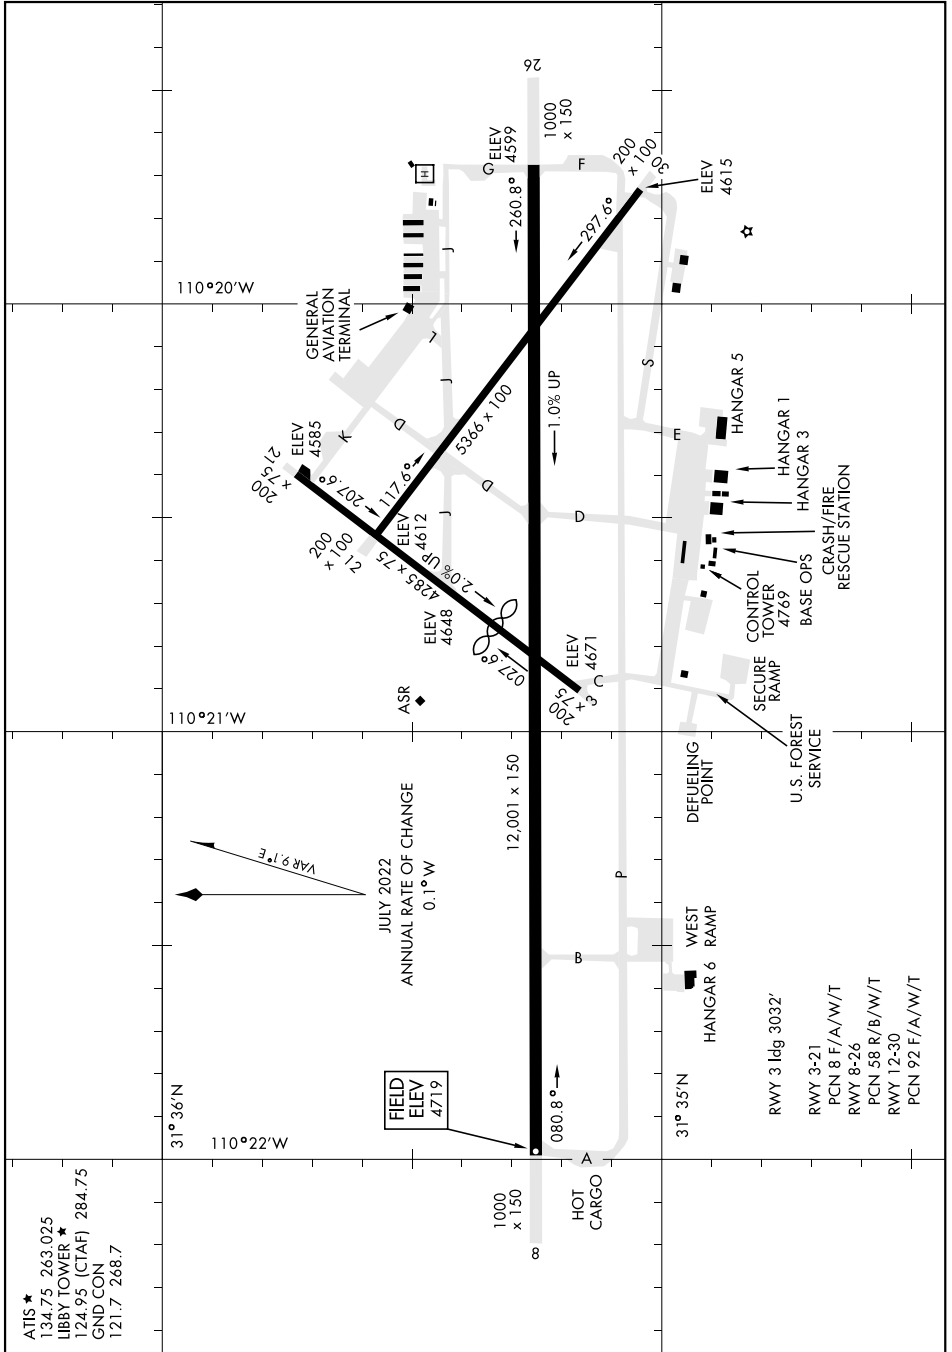 ATIS ★
134.75 263.025
LIBBY TOWER ★
124.95 (CTAF) 284.75
GND CON
121.7 268.7
31°36'N
110°22'W
110°21'W
110°20'W
31°35'N
FIELD
ELEV
4719
JULY 2022
ANNUAL RATE OF CHANGE
0.1°W
VAR 9.1°E
ASR
GENERAL
AVIATION
TERMINAL
H
8
1000
x 150
HOT
CARGO
A
080.8°
12,001 x 150
B
P
1.0% UP
260.8°
ELEV
4599
1000
x 150
26
G
F
J
L
J
J
D
D
D
K
21
200
x 75
ELEV
4585
207.6°
4285 x 75
2.0% UP
ELEV
4648
027.6°
ELEV
4671
200
x 75
3
C
12
200
x 100
ELEV
4612
117.6°
5366 x 100
297.6°
ELEV
4615
200
x 100
30
S
E
HANGAR 5
HANGAR 1
HANGAR 3
CRASH/FIRE
RESCUE STATION
BASE OPS
CONTROL
TOWER
4769
SECURE
RAMP
U.S. FOREST
SERVICE
DEFUELING
POINT
WEST
RAMP
HANGAR 6
RWY 3 ldg 3032'
RWY 3-21
PCN 8 F/A/W/T
RWY 8-26
PCN 58 R/B/W/T
RWY 12-30
PCN 92 F/A/W/T